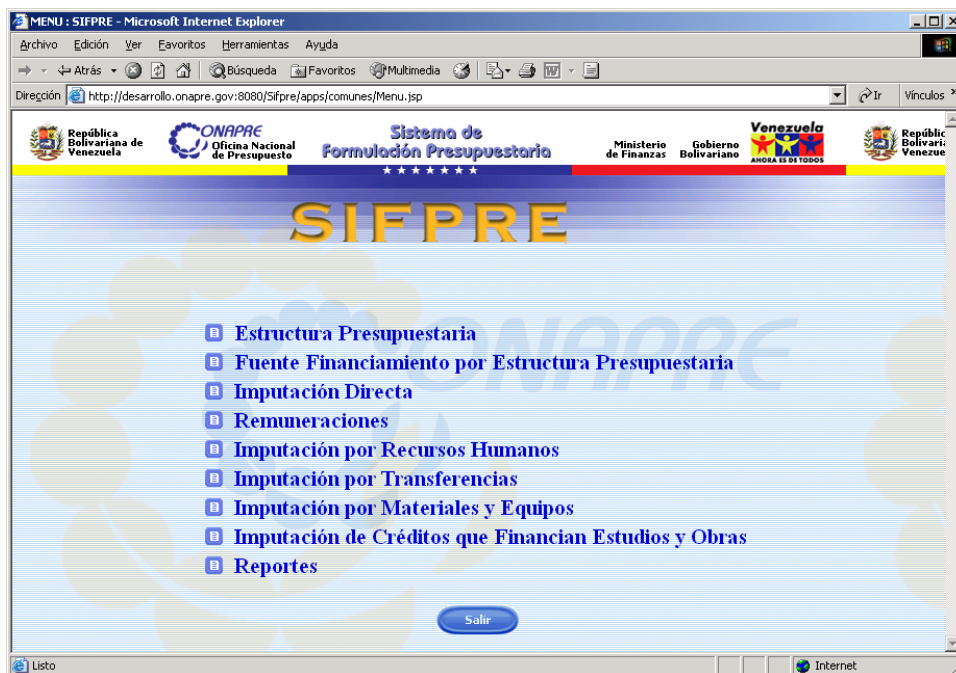 MENU : SIFPRE - Microsoft Internet Explorer
Archivo Edición Ver Favoritos Herramientas Ayuda
Atrás Búsqueda Favoritos Multimedia
Dirección http://desarrollo.onapre.gov:8080/Sifpre/apps/comunes/Menu.jsp Ir Vínculos »
República
Bolivariana de
Venezuela
ONAPRE
Oficina Nacional
de Presupuesto
Sistema de
Formulación Presupuestaria
Ministerio
de Finanzas
Gobierno
Bolivariano
Venezuela
AHORA ES DE TODOS
Repúblic
Bolivaria
Venezue
SIFPRE
ONAPRE
Estructura Presupuestaria
Fuente Financiamiento por Estructura Presupuestaria
Imputación Directa
Remuneraciones
Imputación por Recursos Humanos
Imputación por Transferencias
Imputación por Materiales y Equipos
Imputación de Créditos que Financian Estudios y Obras
Reportes
Salir
Listo Internet